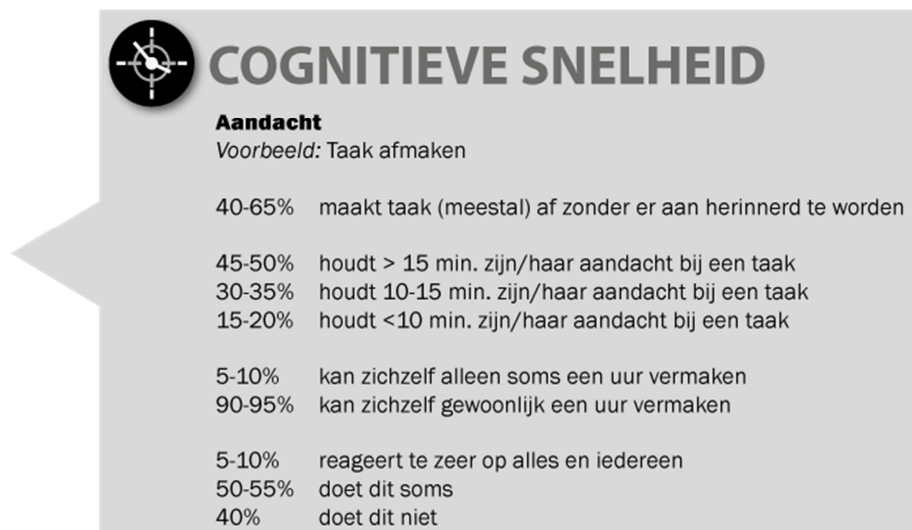 COGNITIEVE SNELHEID
Aandacht
Voorbeeld: Taak afmaken
40-65% maakt taak (meestal) af zonder er aan herinnerd te worden
45-50% houdt > 15 min. zijn/haar aandacht bij een taak
30-35% houdt 10-15 min. zijn/haar aandacht bij een taak
15-20% houdt <10 min. zijn/haar aandacht bij een taak
5-10% kan zichzelf alleen soms een uur vermaken
90-95% kan zichzelf gewoonlijk een uur vermaken
5-10% reageert te zeer op alles en iedereen
50-55% doet dit soms
40% doet dit niet